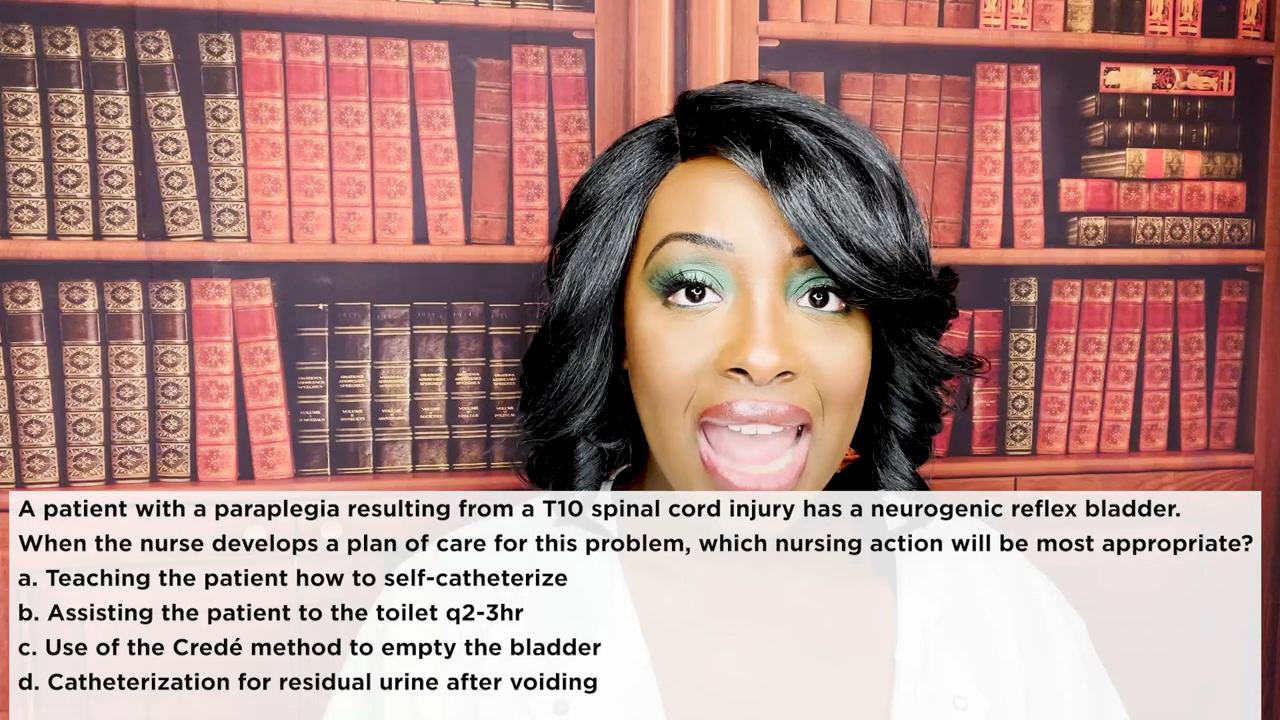 A patient with a paraplegia resulting from a T10 spinal cord injury has a neurogenic reflex bladder.
When the nurse develops a plan of care for this problem, which nursing action will be most appropriate?
a. Teaching the patient how to self-catheterize
b. Assisting the patient to the toilet q2-3hr
c. Use of the Credé method to empty the bladder
d. Catheterization for residual urine after voiding